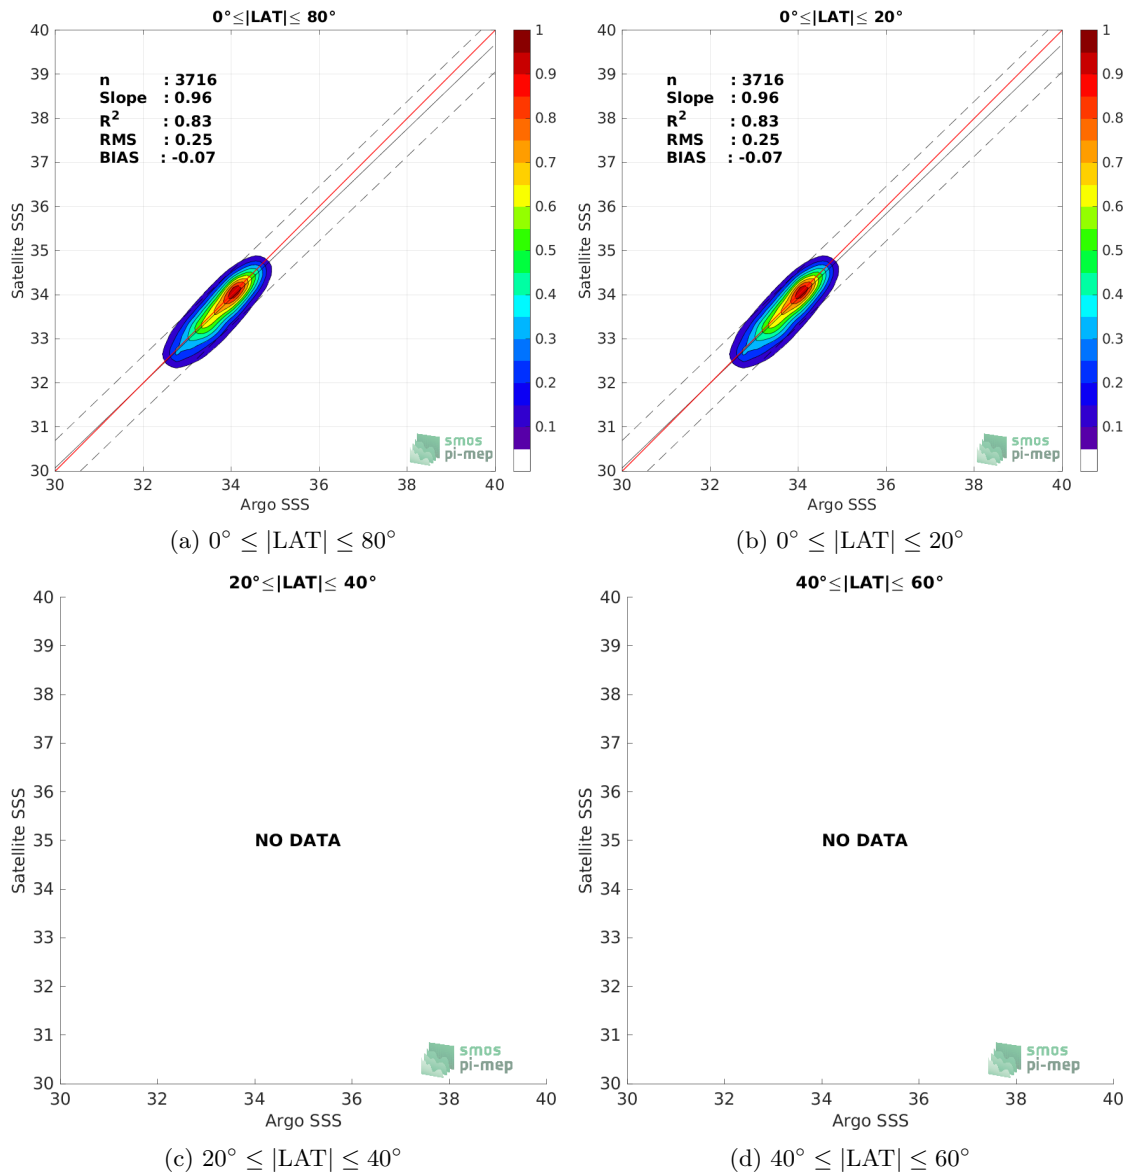 0°≤|LAT|≤ 80°
40
39
38
37
36
35
34
33
32
31
30
Satellite SSS
n : 3716
Slope : 0.96
R² : 0.83
RMS : 0.25
BIAS : -0.07
1
0.9
0.8
0.7
0.6
0.5
0.4
0.3
0.2
0.1
smos
pi-mep
30 32 34 36 38 40
Argo SSS
(a) 0° ≤ |LAT| ≤ 80°
0°≤|LAT|≤ 20°
40
39
38
37
36
35
34
33
32
31
30
Satellite SSS
n : 3716
Slope : 0.96
R² : 0.83
RMS : 0.25
BIAS : -0.07
1
0.9
0.8
0.7
0.6
0.5
0.4
0.3
0.2
0.1
smos
pi-mep
30 32 34 36 38 40
Argo SSS
(b) 0° ≤ |LAT| ≤ 20°
20°≤|LAT|≤ 40°
40
39
38
37
36
35
34
33
32
31
30
Satellite SSS
NO DATA
smos
pi-mep
30 32 34 36 38 40
Argo SSS
(c) 20° ≤ |LAT| ≤ 40°
40°≤|LAT|≤ 60°
40
39
38
37
36
35
34
33
32
31
30
Satellite SSS
NO DATA
smos
pi-mep
30 32 34 36 38 40
Argo SSS
(d) 40° ≤ |LAT| ≤ 60°